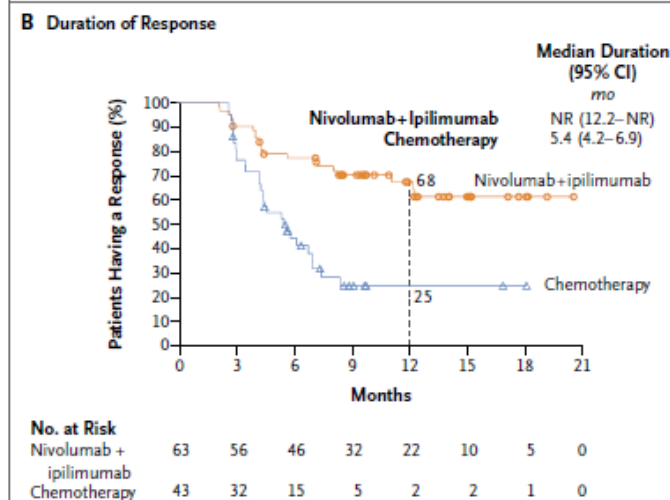 B Duration of Response
Median Duration
(95% CI)
mo
Nivolumab+Ipilimumab NR (12.2–NR)
Chemotherapy 5.4 (4.2–6.9)
Patients Having a Response (%)
100
90
80
70
60
50
40
30
20
10
0
68
Nivolumab+ipilimumab
25
Chemotherapy
0 3 6 9 12 15 18 21
Months
No. at Risk
Nivolumab + 63 56 46 32 22 10 5 0
ipilimumab
Chemotherapy 43 32 15 5 2 2 1 0